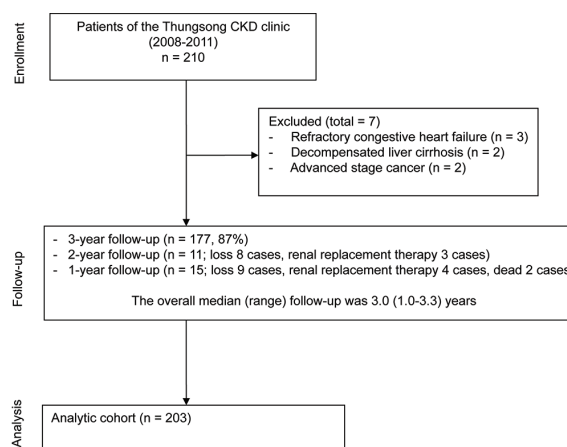 Enrollment
Patients of the Thungsong CKD clinic
(2008-2011)
n = 210
Excluded (total = 7)
- Refractory congestive heart failure (n = 3)
- Decompensated liver cirrhosis (n = 2)
- Advanced stage cancer (n = 2)
Follow-up
- 3-year follow-up (n = 177, 87%)
- 2-year follow-up (n = 11; loss 8 cases, renal replacement therapy 3 cases)
- 1-year follow-up (n = 15; loss 9 cases, renal replacement therapy 4 cases, dead 2 cases
The overall median (range) follow-up was 3.0 (1.0-3.3) years
Analysis
Analytic cohort (n = 203)